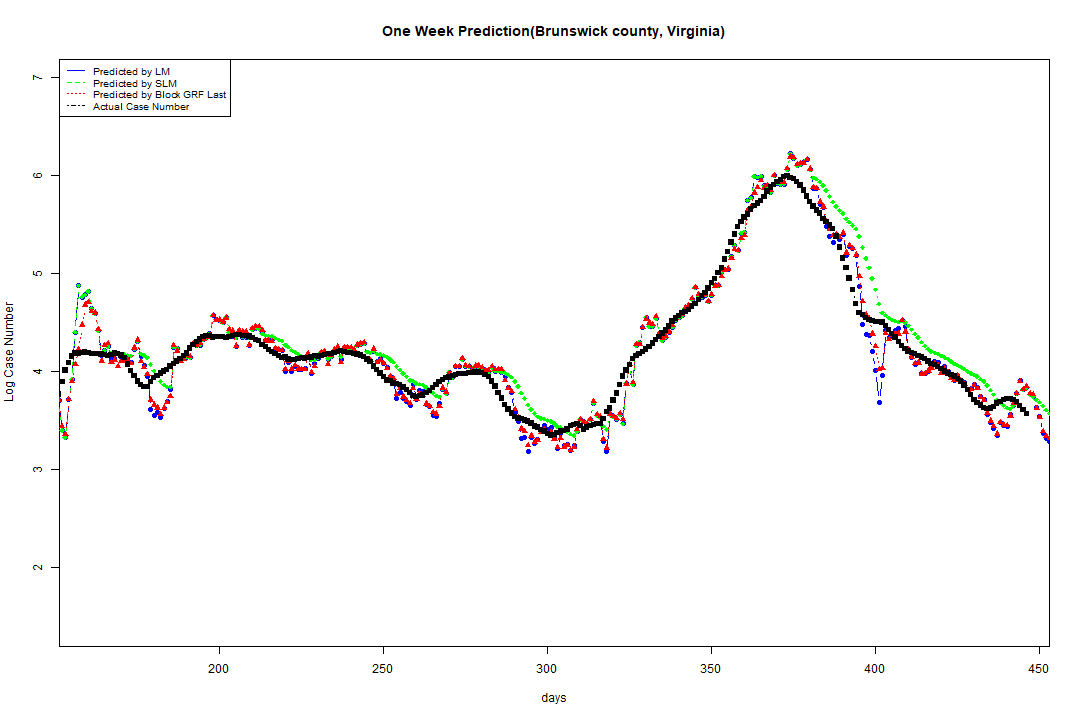 One Week Prediction(Brunswick county, Virginia)
Predicted by LM
Predicted by SLM
Predicted by Block GRF Last
Actual Case Number
7
6
5
4
3
2
Log Case Number
200 250 300 350 400 450
days